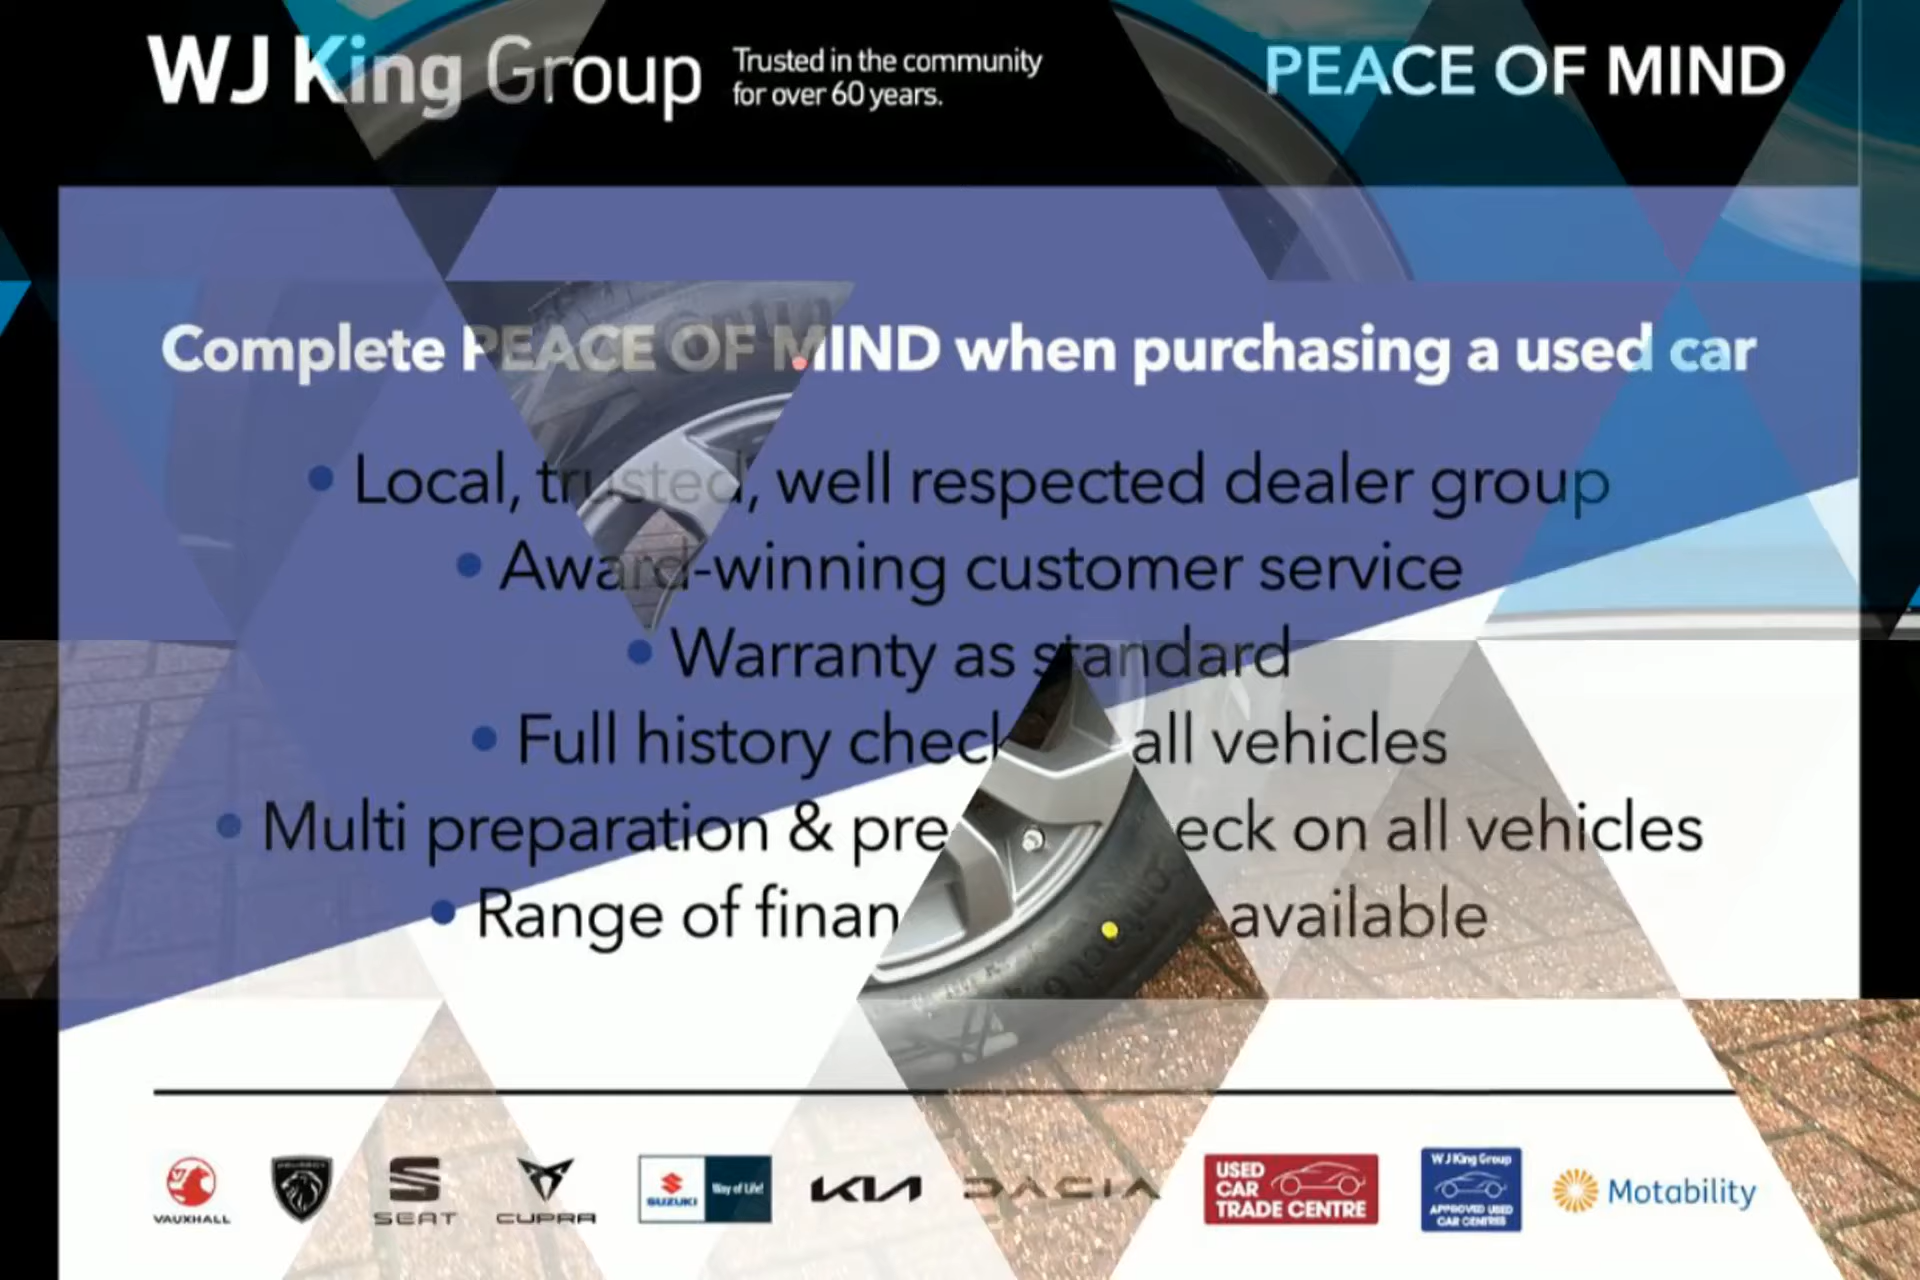 WJ King Group
Trusted in the community
for over 60 years.
PEACE OF MIND
Complete PEACE OF MIND when purchasing a used car
• Local, trusted, well respected dealer group
• Award-winning customer service
• Warranty as standard
• Full history check all vehicles
• Multi preparation & pre eck on all vehicles
• Range of finan available
VAUXHALL
PEUGEOT
SEAT
CUPRA
SUZUKI
Way of Life!
KIA
DACIA
USED
CAR
TRADE CENTRE
W J King Group
APPROVED USED
CAR CENTRES
Motability